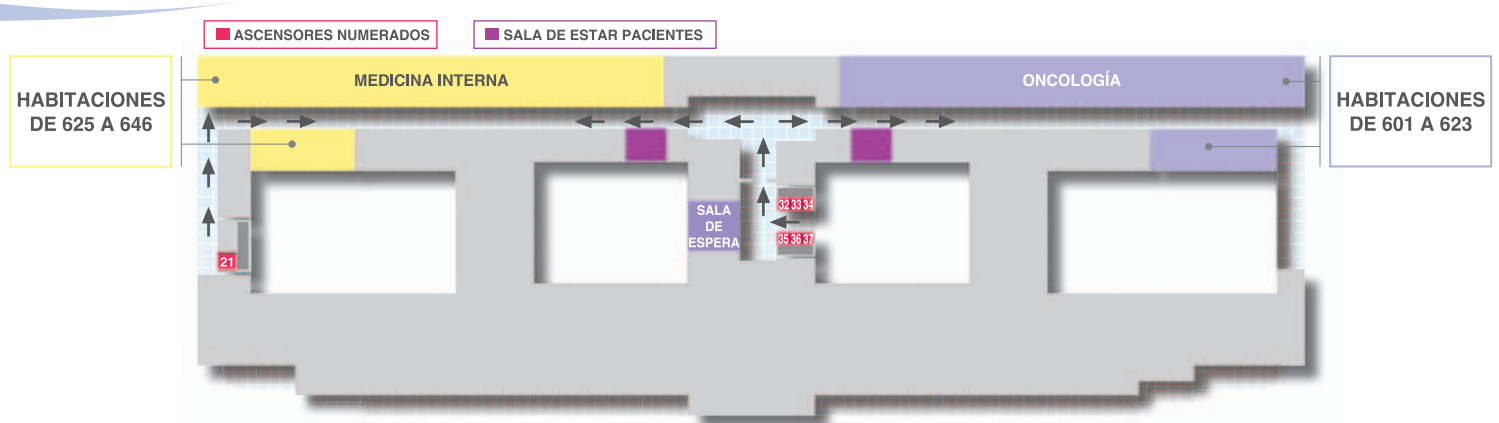 ASCENSORES NUMERADOS
SALA DE ESTAR PACIENTES
HABITACIONES
DE 625 A 646
MEDICINA INTERNA
ONCOLOGÍA
HABITACIONES
DE 601 A 623
SALA
DE
ESPERA
32 33 34
35 36 37
21